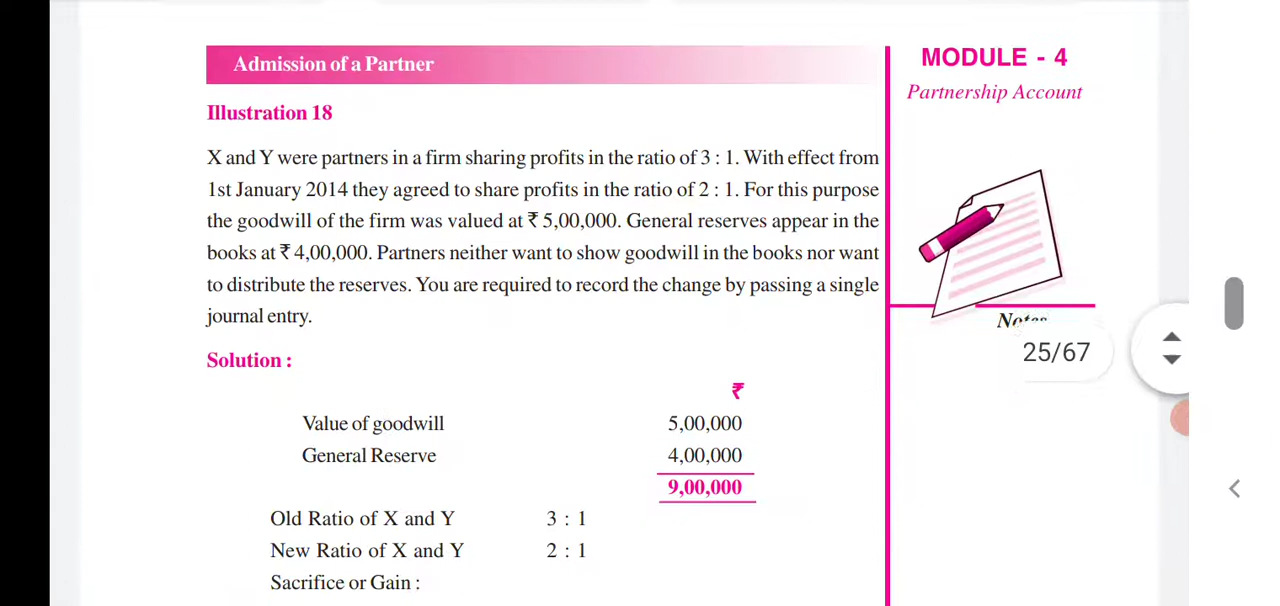 Admission of a Partner
MODULE - 4
Partnership Account
Illustration 18
X and Y were partners in a firm sharing profits in the ratio of 3 : 1. With effect from
1st January 2014 they agreed to share profits in the ratio of 2 : 1. For this purpose
the goodwill of the firm was valued at ₹ 5,00,000. General reserves appear in the
books at ₹ 4,00,000. Partners neither want to show goodwill in the books nor want
to distribute the reserves. You are required to record the change by passing a single
journal entry.
Notes
25/67
Solution :
₹
Value of goodwill 5,00,000
General Reserve 4,00,000
9,00,000
Old Ratio of X and Y 3 : 1
New Ratio of X and Y 2 : 1
Sacrifice or Gain :